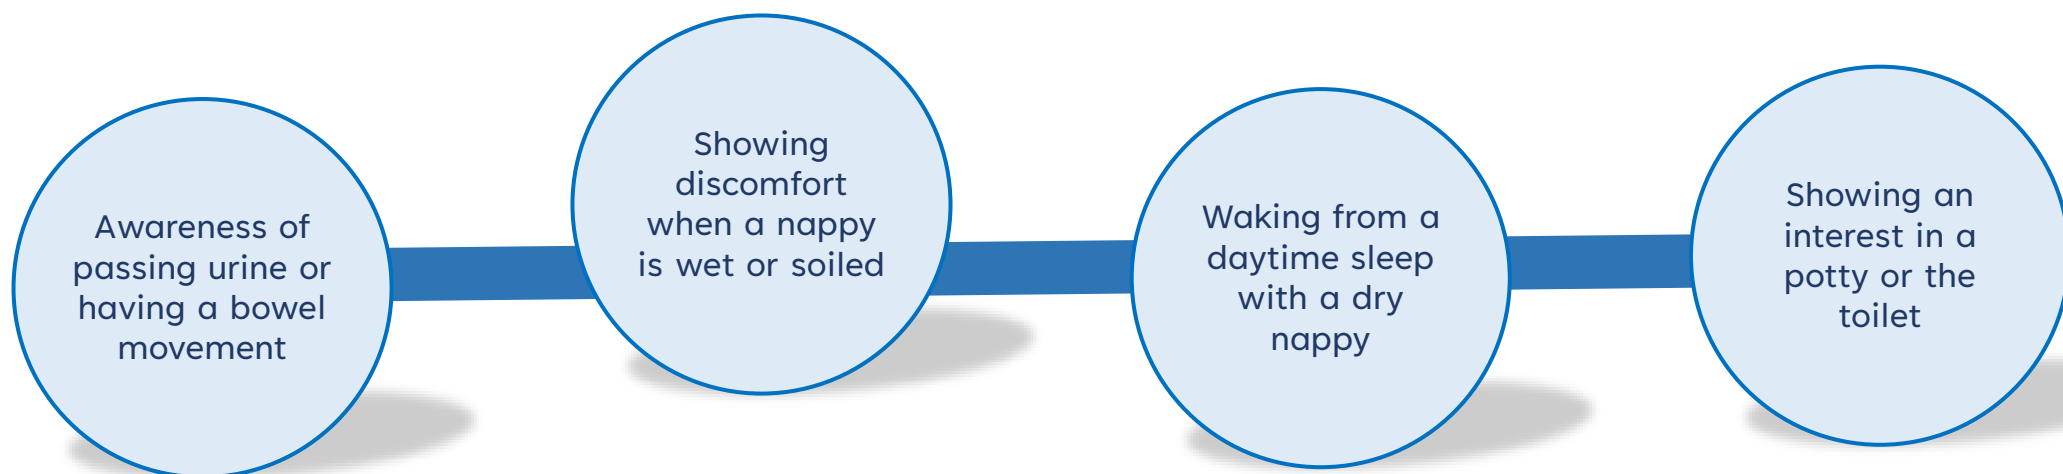 Awareness of
passing urine or
having a bowel
movement
Showing
discomfort
when a nappy
is wet or soiled
Waking from a
daytime sleep
with a dry
nappy
Showing an
interest in a
potty or the
toilet